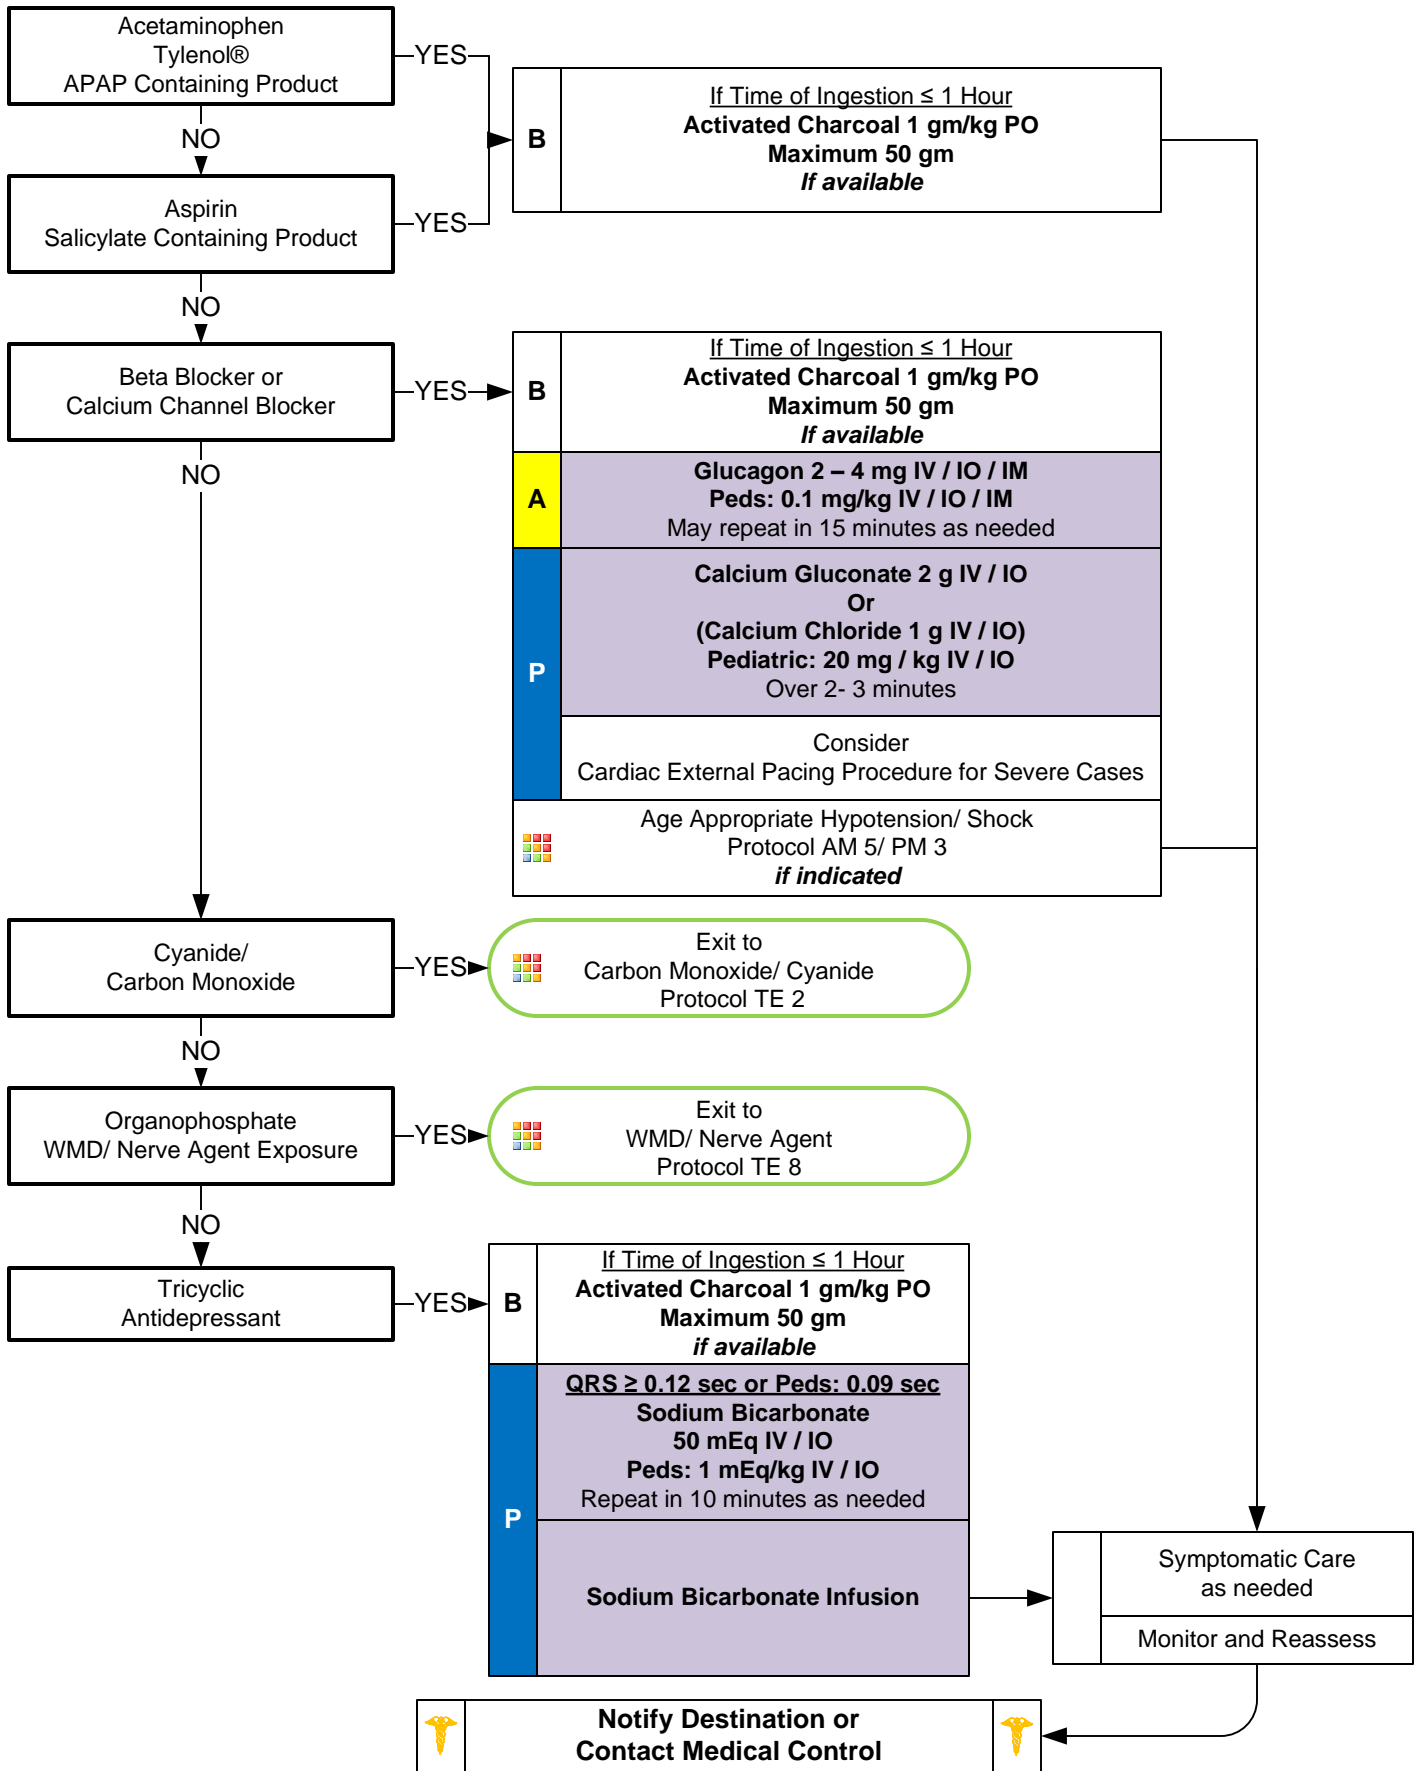 Acetaminophen
Tylenol®
APAP Containing Product
YES
NO
If Time of Ingestion ≤ 1 Hour
B
Activated Charcoal 1 gm/kg PO
Maximum 50 gm
If available
Aspirin
Salicylate Containing Product
YES
NO
Beta Blocker or
Calcium Channel Blocker
YES
NO
If Time of Ingestion ≤ 1 Hour
B
Activated Charcoal 1 gm/kg PO
Maximum 50 gm
If available
A
Glucagon 2 – 4 mg IV / IO / IM
Peds: 0.1 mg/kg IV / IO / IM
May repeat in 15 minutes as needed
P
Calcium Gluconate 2 g IV / IO
Or
(Calcium Chloride 1 g IV / IO)
Pediatric: 20 mg / kg IV / IO
Over 2- 3 minutes
Consider
Cardiac External Pacing Procedure for Severe Cases
Age Appropriate Hypotension/ Shock
Protocol AM 5/ PM 3
if indicated
Cyanide/
Carbon Monoxide
YES
NO
Exit to
Carbon Monoxide/ Cyanide
Protocol TE 2
Organophosphate
WMD/ Nerve Agent Exposure
YES
NO
Exit to
WMD/ Nerve Agent
Protocol TE 8
Tricyclic
Antidepressant
YES
If Time of Ingestion ≤ 1 Hour
B
Activated Charcoal 1 gm/kg PO
Maximum 50 gm
if available
P
QRS ≥ 0.12 sec or Peds: 0.09 sec
Sodium Bicarbonate
50 mEq IV / IO
Peds: 1 mEq/kg IV / IO
Repeat in 10 minutes as needed
Sodium Bicarbonate Infusion
Symptomatic Care
as needed
Monitor and Reassess
Notify Destination or
Contact Medical Control